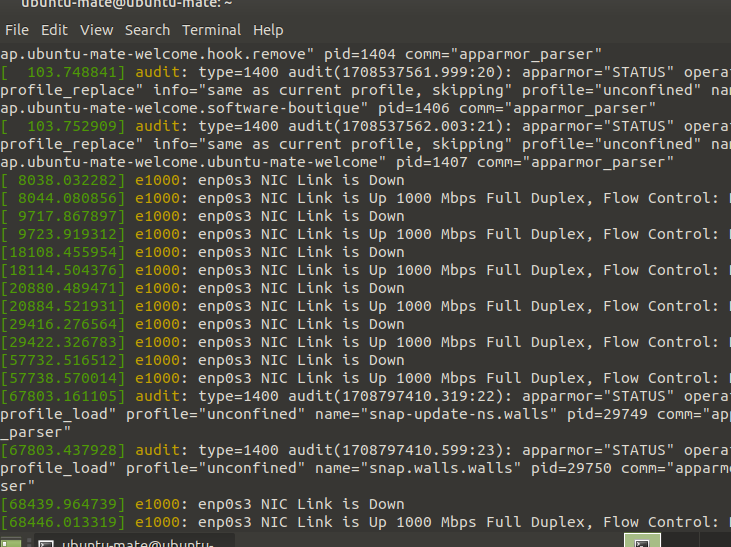 ubuntu-mate@ubuntu-mate: ~
File Edit View Search Terminal Help
ap.ubuntu-mate-welcome.hook.remove" pid=1404 comm="apparmor_parser"
[  103.748841] audit: type=1400 audit(1708537561.999:20): apparmor="STATUS" opera
profile_replace" info="same as current profile, skipping" profile="unconfined" na
ap.ubuntu-mate-welcome.software-boutique" pid=1406 comm="apparmor_parser"
[  103.752909] audit: type=1400 audit(1708537562.003:21): apparmor="STATUS" opera
profile_replace" info="same as current profile, skipping" profile="unconfined" na
ap.ubuntu-mate-welcome.ubuntu-mate-welcome" pid=1407 comm="apparmor_parser"
[ 8038.032282] e1000: enp0s3 NIC Link is Down
[ 8044.080856] e1000: enp0s3 NIC Link is Up 1000 Mbps Full Duplex, Flow Control:
[ 9717.867897] e1000: enp0s3 NIC Link is Down
[ 9723.919312] e1000: enp0s3 NIC Link is Up 1000 Mbps Full Duplex, Flow Control:
[18108.455954] e1000: enp0s3 NIC Link is Down
[18114.504376] e1000: enp0s3 NIC Link is Up 1000 Mbps Full Duplex, Flow Control:
[20880.489471] e1000: enp0s3 NIC Link is Down
[20884.521931] e1000: enp0s3 NIC Link is Up 1000 Mbps Full Duplex, Flow Control:
[29416.276564] e1000: enp0s3 NIC Link is Down
[29422.326783] e1000: enp0s3 NIC Link is Up 1000 Mbps Full Duplex, Flow Control:
[57732.516512] e1000: enp0s3 NIC Link is Down
[57738.570014] e1000: enp0s3 NIC Link is Up 1000 Mbps Full Duplex, Flow Control:
[67803.161105] audit: type=1400 audit(1708797410.319:22): apparmor="STATUS" opera
profile_load" profile="unconfined" name="snap-update-ns.walls" pid=29749 comm="app
_parser"
[67803.437928] audit: type=1400 audit(1708797410.599:23): apparmor="STATUS" opera
profile_load" profile="unconfined" name="snap.walls.walls" pid=29750 comm="apparmo
ser"
[68439.964739] e1000: enp0s3 NIC Link is Down
[68446.013319] e1000: enp0s3 NIC Link is Up 1000 Mbps Full Duplex, Flow Control:
ubuntu-mate@ubuntu-